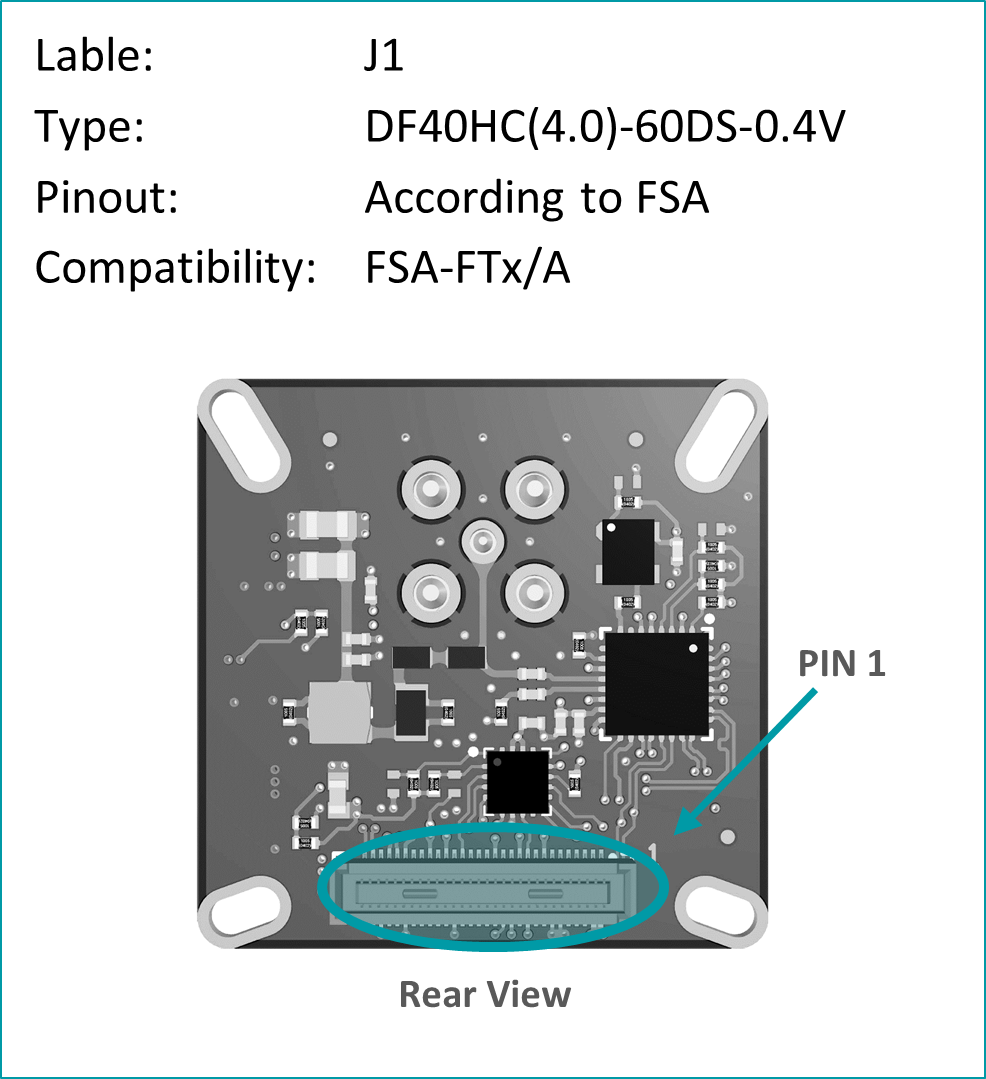 Lable: J1
Type: DF40HC(4.0)-60DS-0.4V
Pinout: According to FSA
Compatibility: FSA-FTx/A
PIN 1
1
Rear View